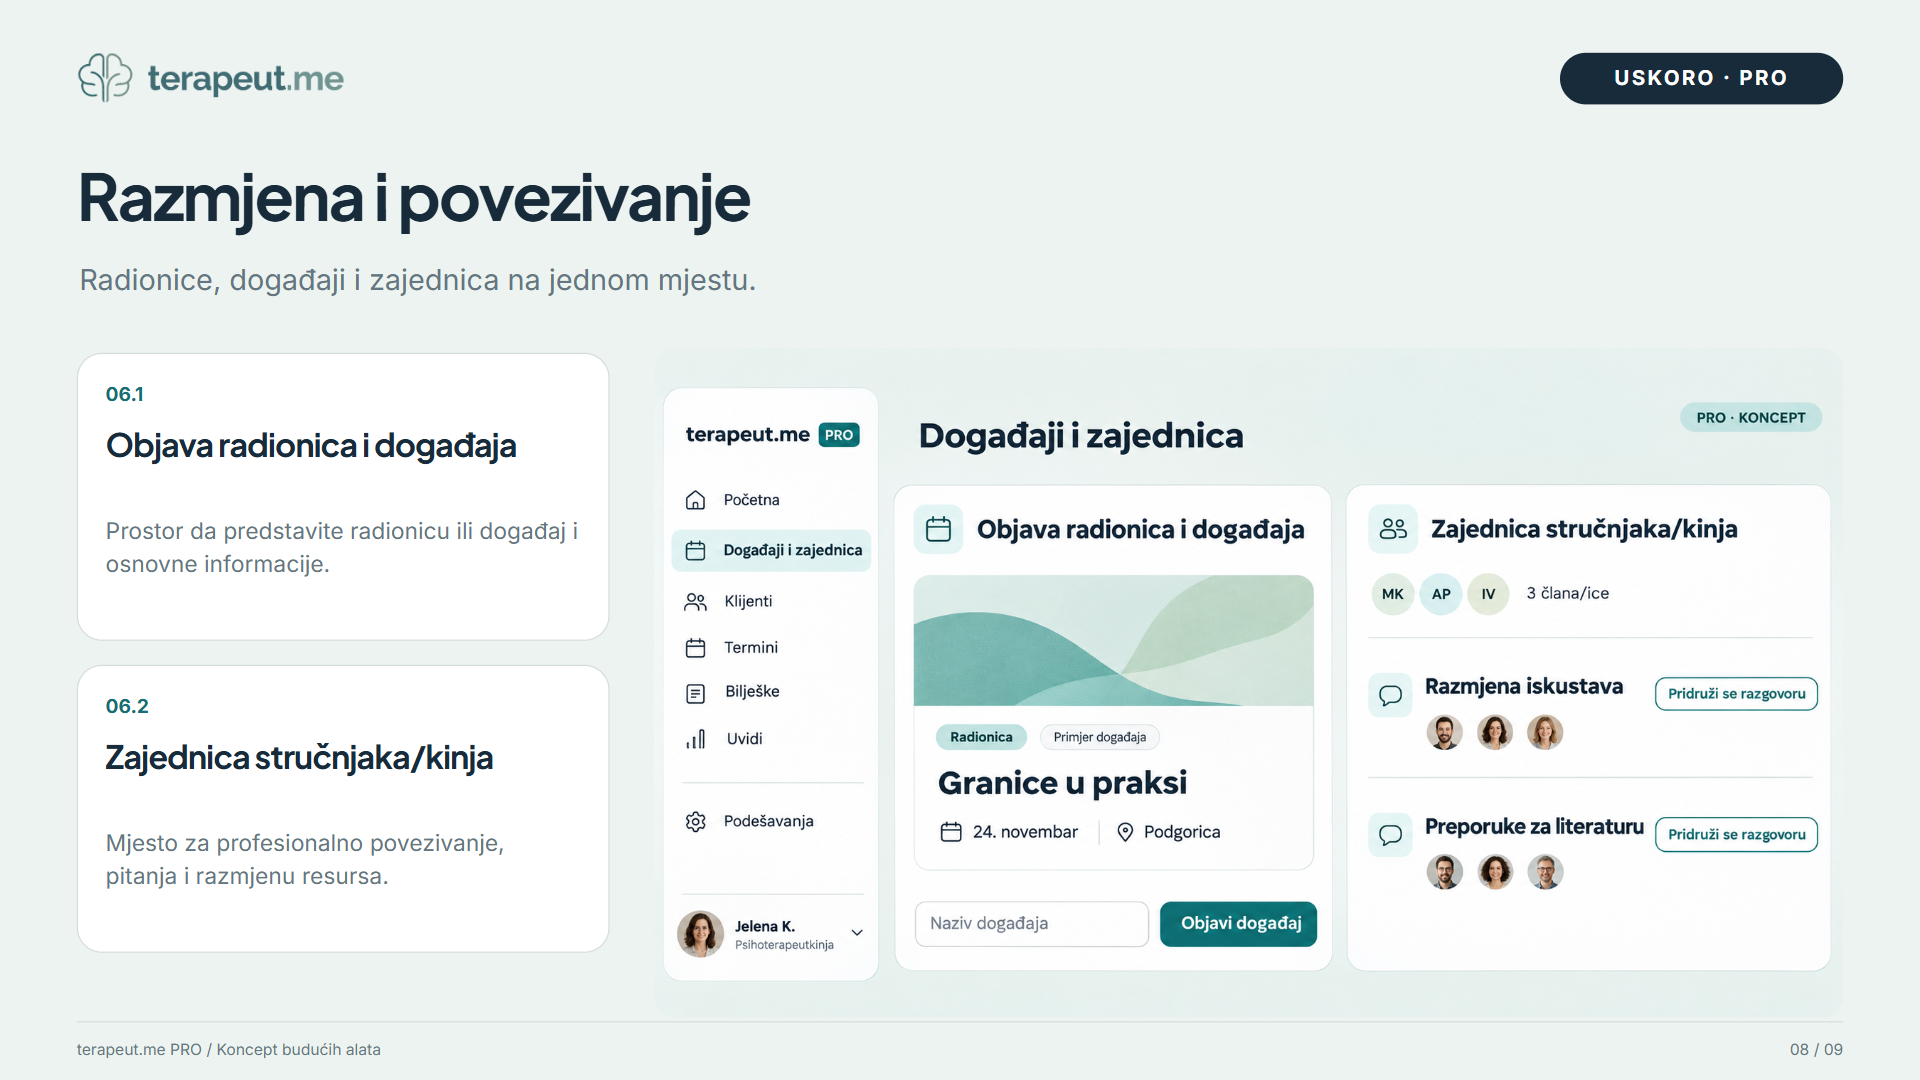 terapeut.me
USKORO · PRO
Razmjena i povezivanje
Radionice, događaji i zajednica na jednom mjestu.
06.1
Objava radionica i događaja
Prostor da predstavite radionicu ili događaj i
osnovne informacije.
06.2
Zajednica stručnjaka/kinja
Mjesto za profesionalno povezivanje,
pitanja i razmjenu resursa.
terapeut.me PRO
Početna
Događaji i zajednica
Klijenti
Termini
Bilješke
Uvidi
Podešavanja
Jelena K.
Psihoterapeutkinja
Događaji i zajednica
PRO · KONCEPT
Objava radionica i događaja
Radionica
Primjer događaja
Granice u praksi
24. novembar
Podgorica
Naziv događaja
Objavi događaj
Zajednica stručnjaka/kinja
MK AP IV 3 člana/ice
Razmjena iskustava
Pridruži se razgovoru
Preporuke za literaturu
Pridruži se razgovoru
terapeut.me PRO / Koncept budućih alata
08 / 09